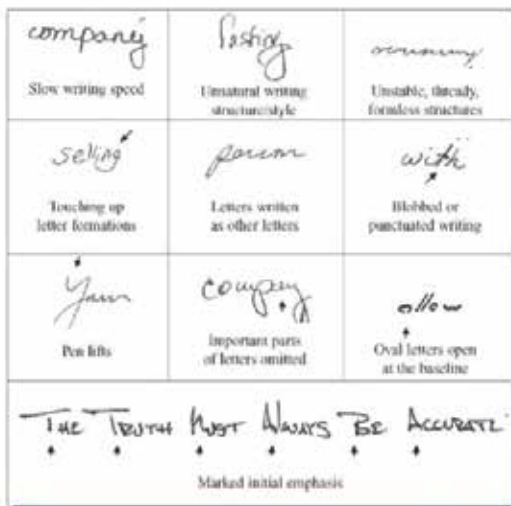 company
Slow writing speed
Unnatural writing
structure/style
Unstable, thready,
formless structures
selling
Touching up
letter formations
Letters written
as other letters
with
Blobbed or
punctuated writing
Pen lifts
company
Important parts
of letters omitted
allow
Oval letters open
at the baseline
THE TRUTH MUST ALWAYS BE ACCURATE
Marked initial emphasis